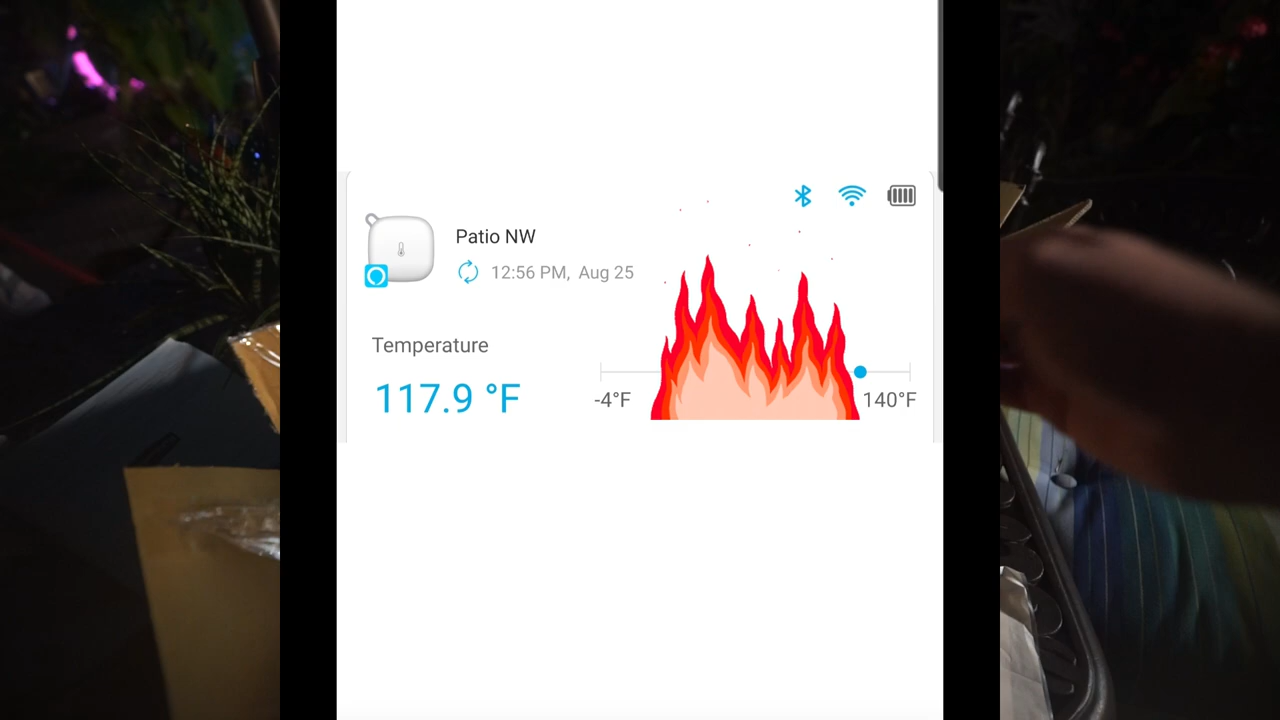 Patio NW
12:56 PM, Aug 25
Temperature
117.9 °F
-4°F
140°F